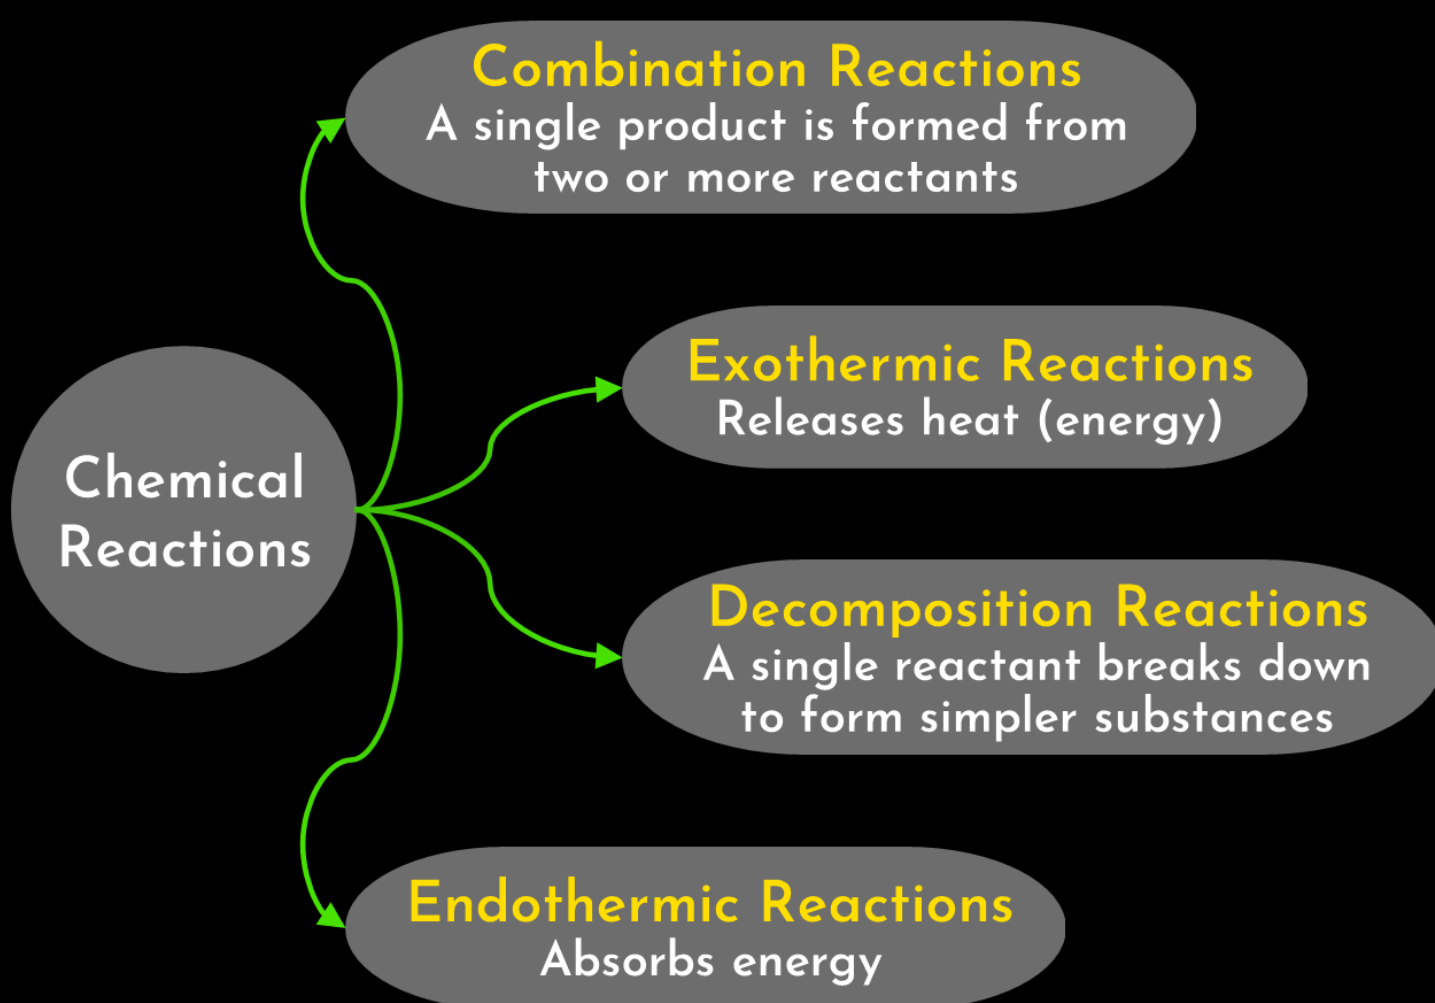 Combination Reactions
A single product is formed from
two or more reactants
Exothermic Reactions
Releases heat (energy)
Chemical
Reactions
Decomposition Reactions
A single reactant breaks down
to form simpler substances
Endothermic Reactions
Absorbs energy